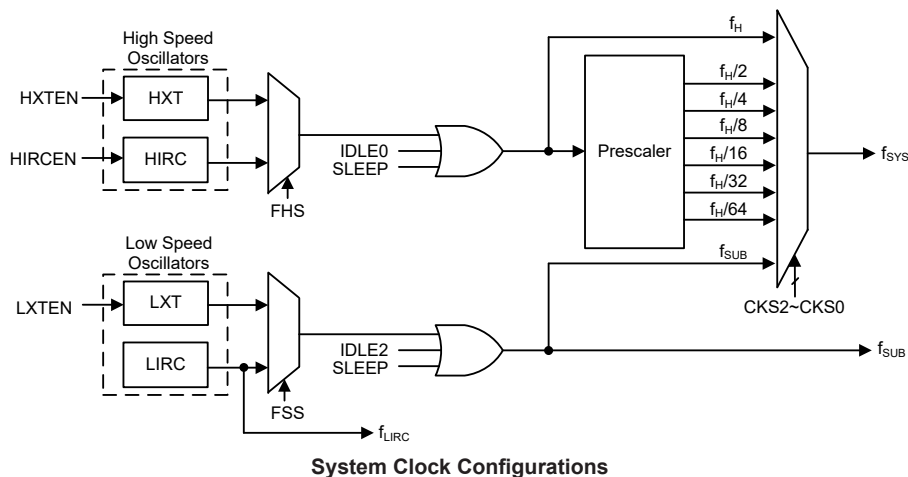 High Speed
Oscillators
HXTEN
HXT
HIRCEN
HIRC
FHS
IDLE0
SLEEP
Prescaler
f_H
f_H/2
f_H/4
f_H/8
f_H/16
f_H/32
f_H/64
f_SUB
CKS2~CKS0
f_SYS
Low Speed
Oscillators
LXTEN
LXT
LIRC
FSS
f_LIRC
IDLE2
SLEEP
f_SUB
System Clock Configurations